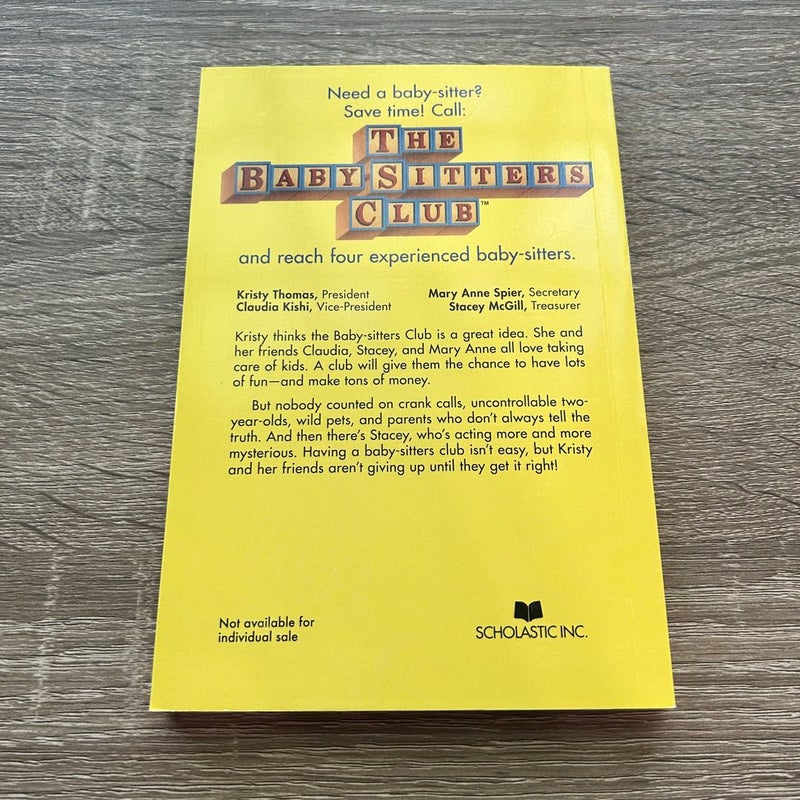 Need a baby-sitter?
Save time! Call:
THE
BABY-SITTERS
CLUB™
and reach four experienced baby-sitters.
Kristy Thomas, President
Mary Anne Spier, Secretary
Claudia Kishi, Vice-President
Stacey McGill, Treasurer
Kristy thinks the Baby-sitters Club is a great idea. She and
her friends Claudia, Stacey, and Mary Anne all love taking
care of kids. A club will give them the chance to have lots
of fun—and make tons of money.
But nobody counted on crank calls, uncontrollable two-
year-olds, wild pets, and parents who don't always tell the
truth. And then there's Stacey, who's acting more and more
mysterious. Having a baby-sitters club isn't easy, but Kristy
and her friends aren't giving up until they get it right!
Not available for
individual sale
SCHOLASTIC INC.